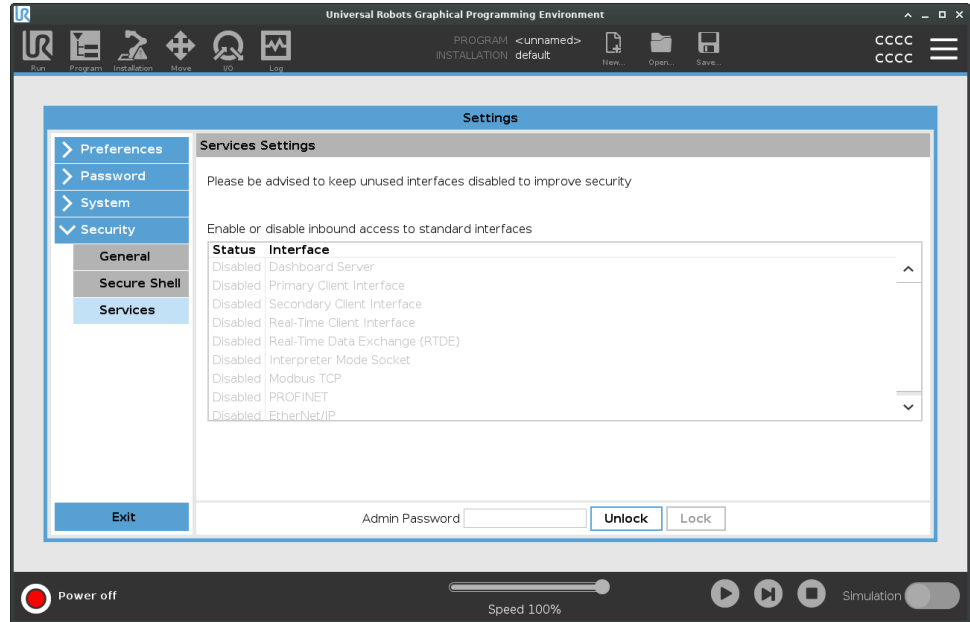 UR
Universal Robots Graphical Programming Environment
UR
Run
Program
Installation
Move
I/O
Log
PROGRAM <unnamed>
INSTALLATION default
New...
Open...
Save...
CCCC
CCCC
Settings
Preferences
Password
System
Security
General
Secure Shell
Services
Exit
Services Settings
Please be advised to keep unused interfaces disabled to improve security
Enable or disable inbound access to standard interfaces
Status Interface
Disabled Dashboard Server
Disabled Primary Client Interface
Disabled Secondary Client Interface
Disabled Real-Time Client Interface
Disabled Real-Time Data Exchange (RTDE)
Disabled Interpreter Mode Socket
Disabled Modbus TCP
Disabled PROFINET
Disabled EtherNet/IP
Admin Password Unlock Lock
Power off
Speed 100%
Simulation